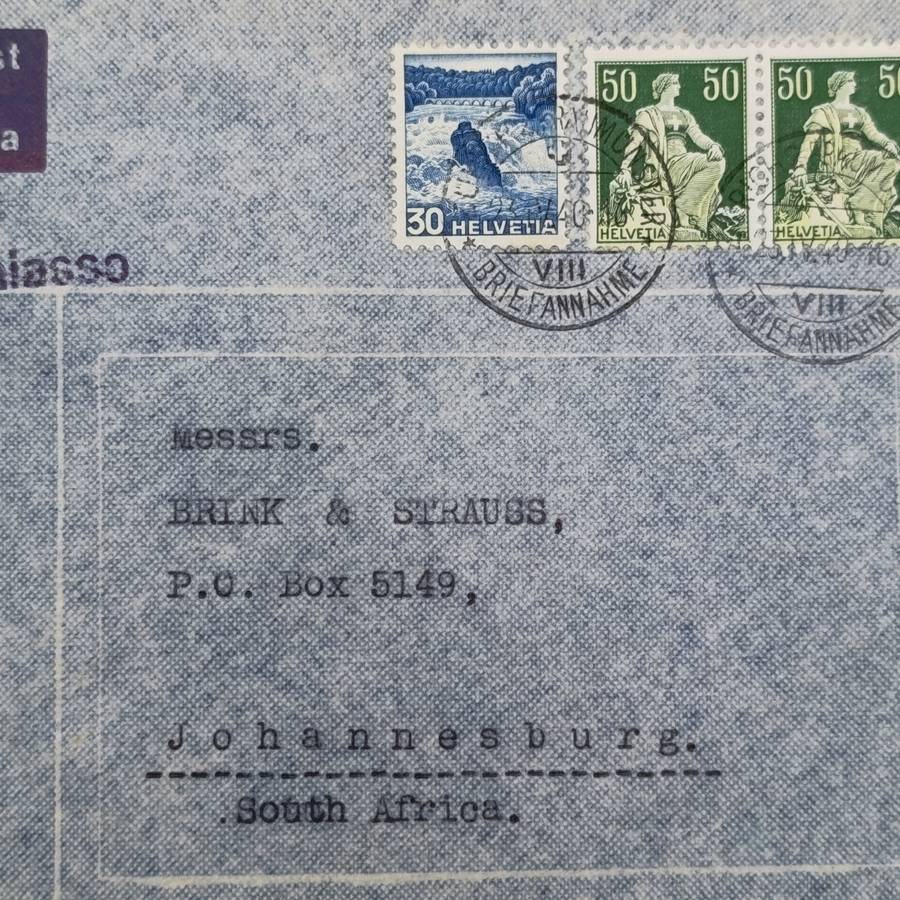 50 50
50
30 HELVETIA
HELVETIA
HELVETIA
VIII
BRIEFANNAHME
VIII
BRIEFANNAHME
Messrs.
BRINK & STRAUSS,
P.O. Box 5149,
Johannesburg.
South Africa.